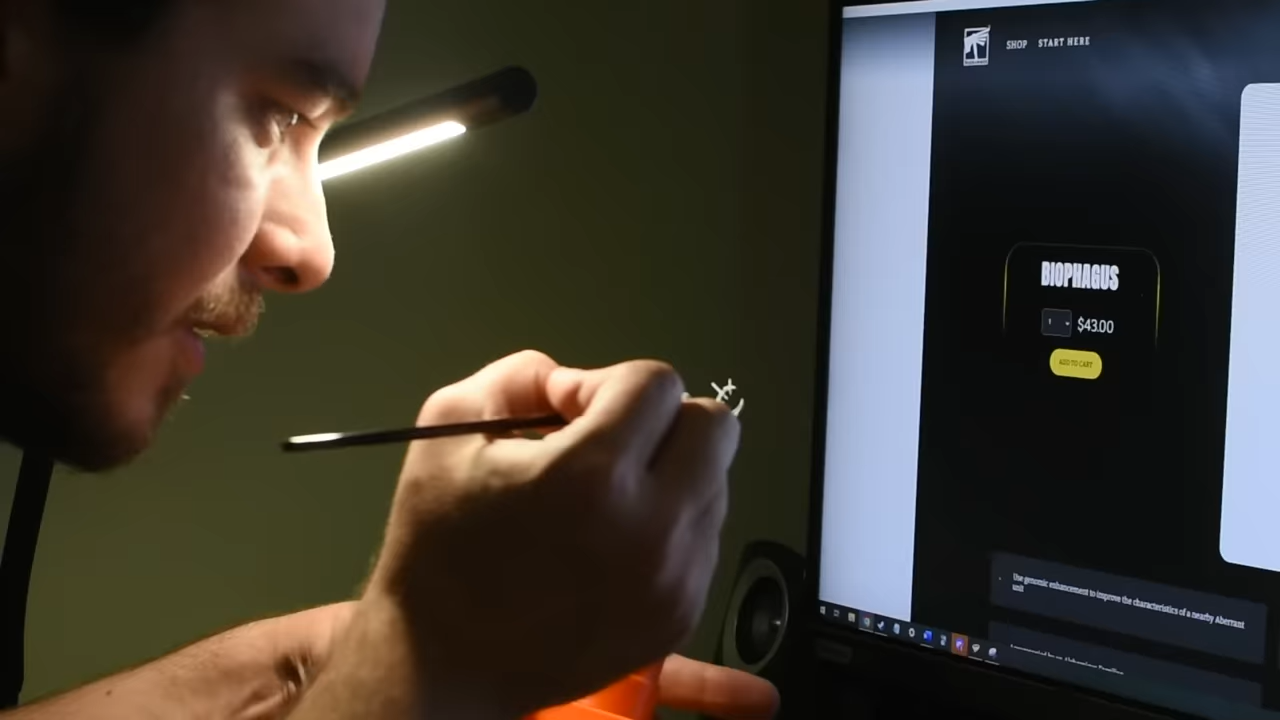 SHOP START HERE
BIOPHAGUS
1 $43.00
ADD TO CART
Use genomic enhancement to improve the characteristics of a nearby Aberrant
unit